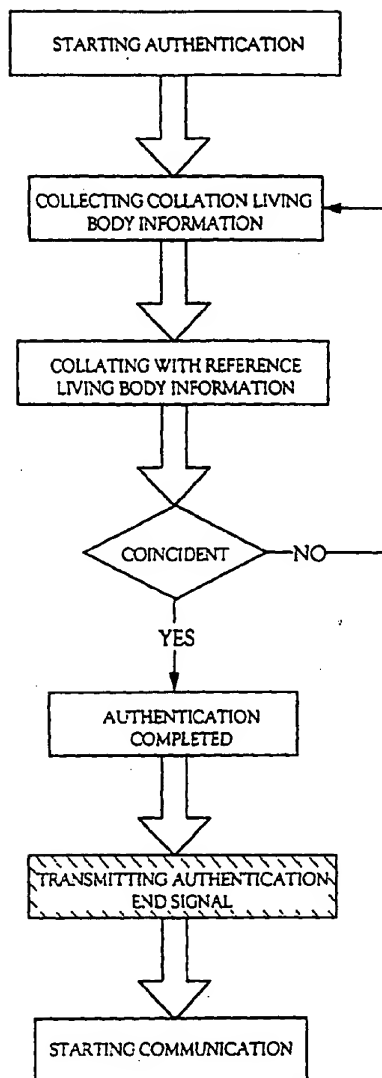 STARTING AUTHENTICATION
COLLECTING COLLATION LIVING
BODY INFORMATION
COLLATING WITH REFERENCE
LIVING BODY INFORMATION
COINCIDENT
NO
YES
AUTHENTICATION
COMPLETED
TRANSMITTING AUTHENTICATION
END SIGNAL
STARTING COMMUNICATION